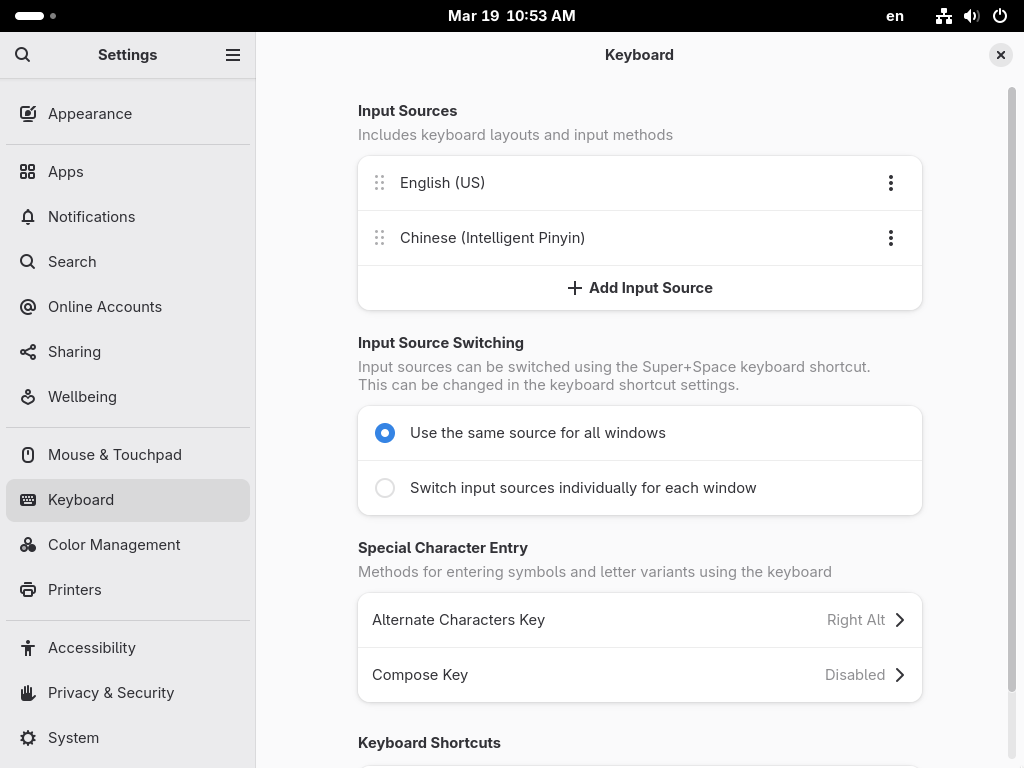 Mar 19 10:53 AM
en
Settings
Keyboard
Appearance
Apps
Notifications
Search
Online Accounts
Sharing
Wellbeing
Mouse & Touchpad
Keyboard
Color Management
Printers
Accessibility
Privacy & Security
System
Input Sources
Includes keyboard layouts and input methods
English (US)
Chinese (Intelligent Pinyin)
Add Input Source
Input Source Switching
Input sources can be switched using the Super+Space keyboard shortcut.
This can be changed in the keyboard shortcut settings.
Use the same source for all windows
Switch input sources individually for each window
Special Character Entry
Methods for entering symbols and letter variants using the keyboard
Alternate Characters Key
Right Alt
Compose Key
Disabled
Keyboard Shortcuts